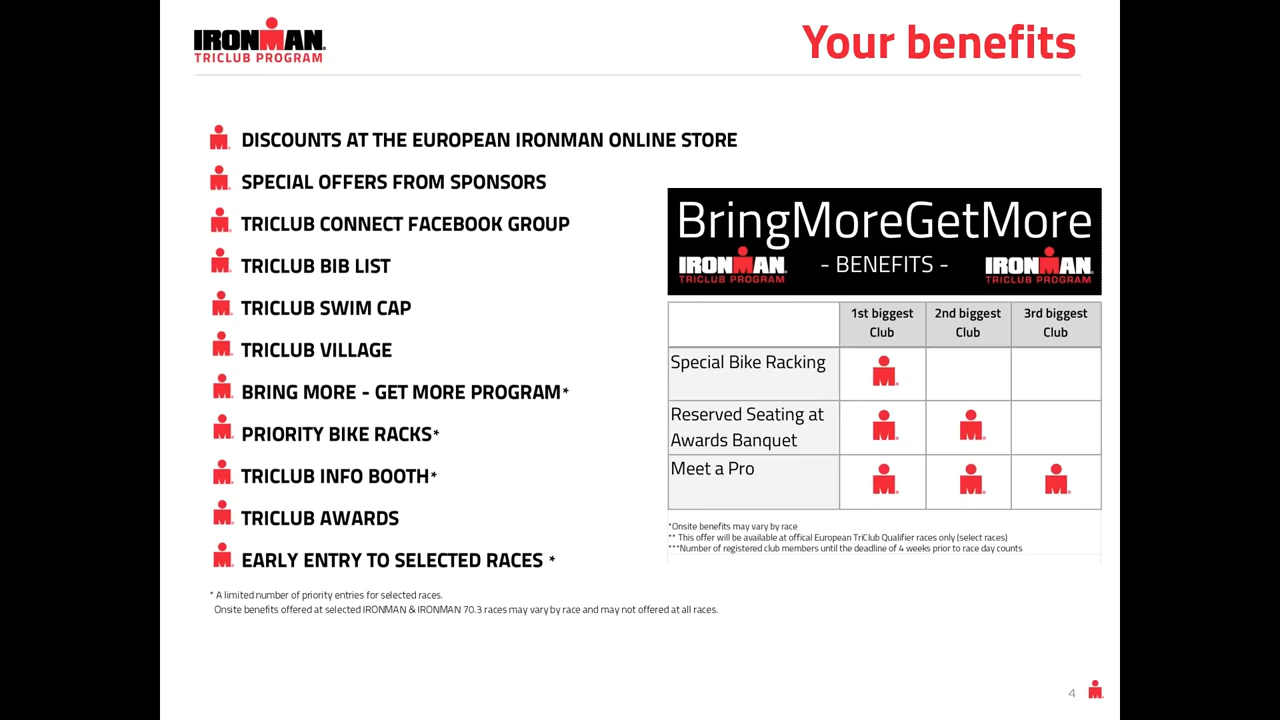 IRONMAN
TRICLUB PROGRAM
Your benefits
DISCOUNTS AT THE EUROPEAN IRONMAN ONLINE STORE
SPECIAL OFFERS FROM SPONSORS
TRICLUB CONNECT FACEBOOK GROUP
TRICLUB BIB LIST
TRICLUB SWIM CAP
TRICLUB VILLAGE
BRING MORE - GET MORE PROGRAM*
PRIORITY BIKE RACKS*
TRICLUB INFO BOOTH*
TRICLUB AWARDS
EARLY ENTRY TO SELECTED RACES *
* A limited number of priority entries for selected races.
Onsite benefits offered at selected IRONMAN & IRONMAN 70.3 races may vary by race and may not offered at all races.
BringMoreGetMore
IRONMAN
TRICLUB PROGRAM
- BENEFITS -
IRONMAN
TRICLUB PROGRAM
1st biggest Club
2nd biggest Club
3rd biggest Club
Special Bike Racking
Reserved Seating at
Awards Banquet
Meet a Pro
*Onsite benefits may vary by race
** This offer will be available at offical European TriClub Qualifier races only (select races)
***Number of registered club members until the deadline of 4 weeks prior to race day counts
4